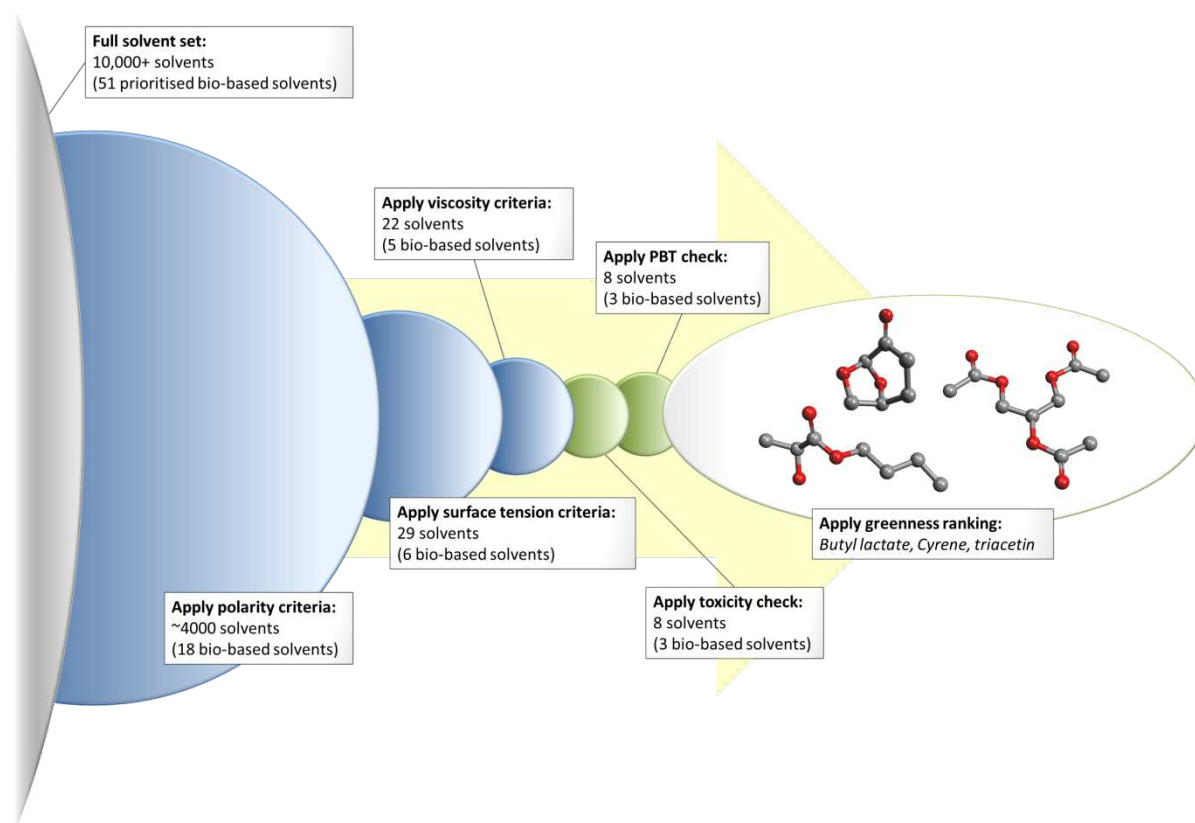 Full solvent set:
10,000+ solvents
(51 prioritised bio-based solvents)
Apply polarity criteria:
~4000 solvents
(18 bio-based solvents)
Apply surface tension criteria:
29 solvents
(6 bio-based solvents)
Apply viscosity criteria:
22 solvents
(5 bio-based solvents)
Apply toxicity check:
8 solvents
(3 bio-based solvents)
Apply PBT check:
8 solvents
(3 bio-based solvents)
Apply greenness ranking:
Butyl lactate, Cyrene, triacetin